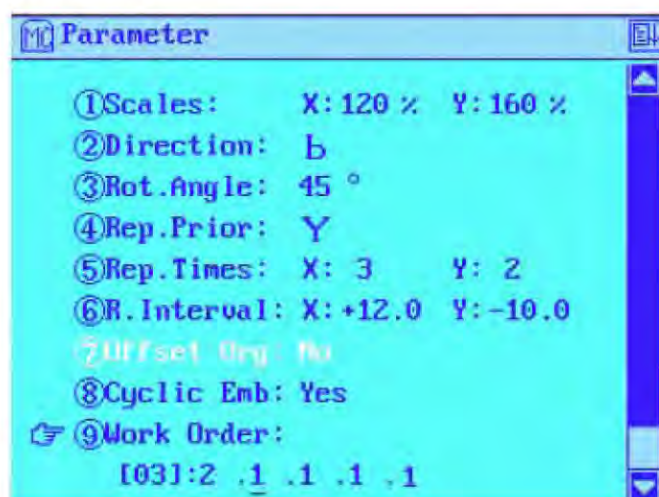 MC Parameter
①Scales: X:120 % Y:160 %
②Direction: b
③Rot.Angle: 45 °
④Rep.Prior: Y
⑤Rep.Times: X: 3 Y: 2
⑥R.Interval: X:+12.0 Y:-10.0
⑦Offset Org: No
⑧Cyclic Emb: Yes
⑨Work Order:
[03]:2 .1 .1 .1 .1